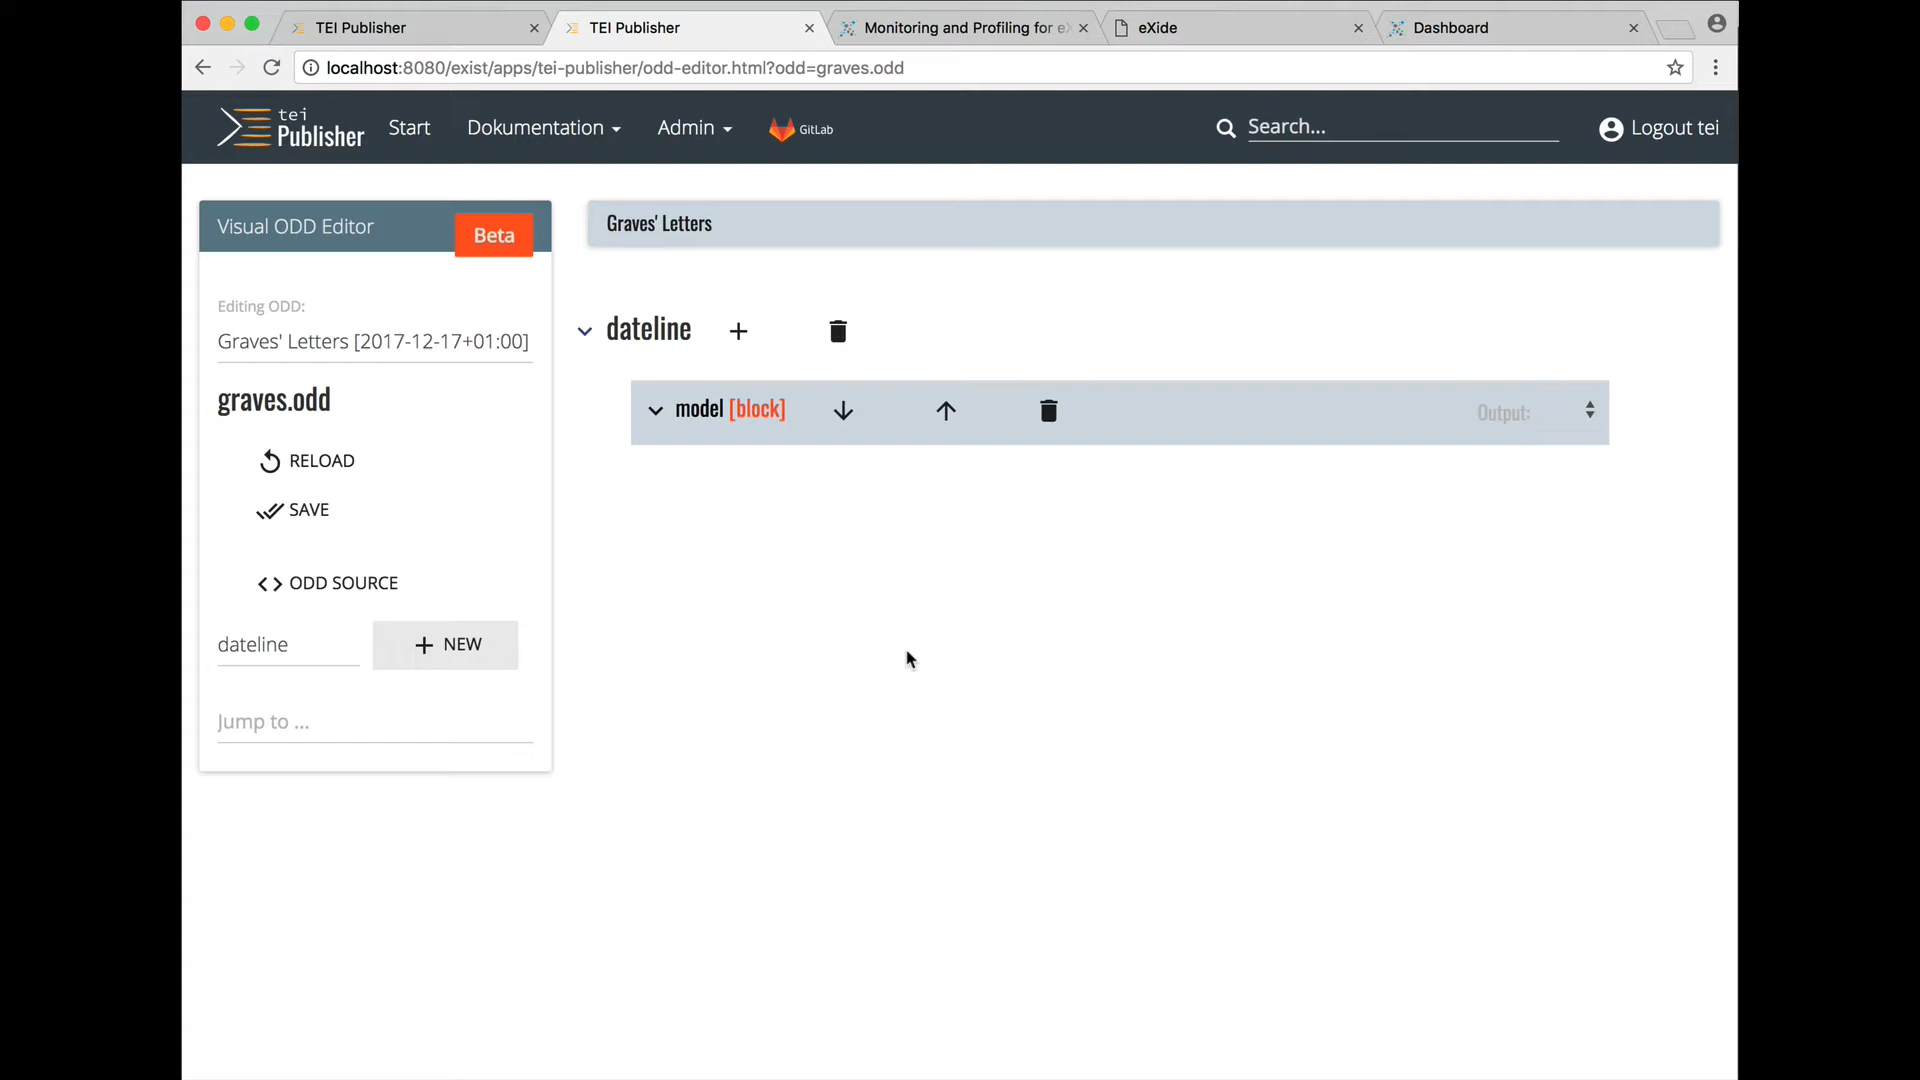 TEI Publisher
TEI Publisher
Monitoring and Profiling for eX
eXide
Dashboard
localhost:8080/exist/apps/tei-publisher/odd-editor.html?odd=graves.odd
tei
Publisher
Start
Dokumentation
Admin
GitLab
Search...
Logout tei
Visual ODD Editor
Beta
Graves' Letters
Editing ODD:
Graves' Letters [2017-12-17+01:00]
graves.odd
RELOAD
SAVE
ODD SOURCE
dateline
NEW
Jump to ...
dateline
model [block]
Output: